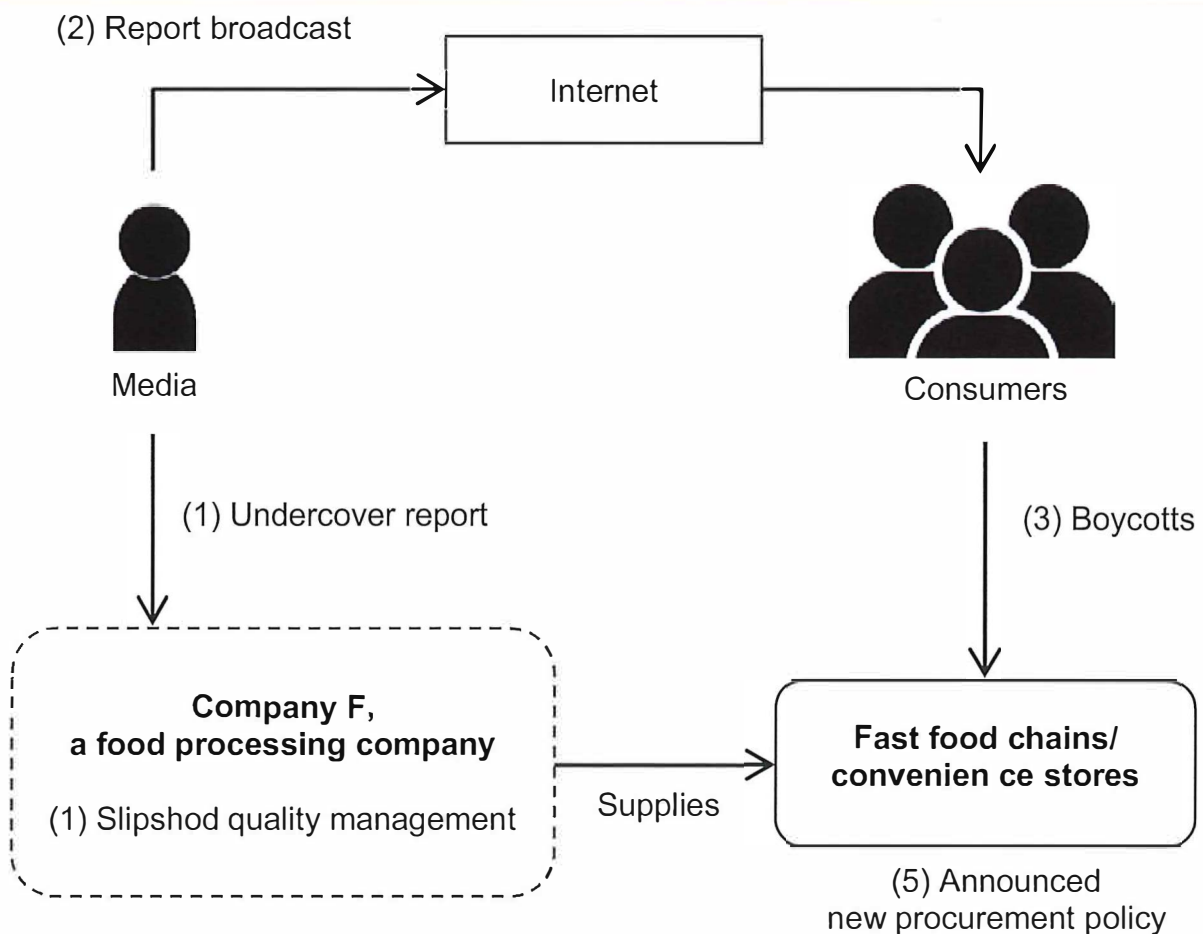 (2) Report broadcast
Internet
Media
Consumers
(1) Undercover report
(3) Boycotts
Company F,
a food processing company
(1) Slipshod quality management
Supplies
Fast food chains/
convenien ce stores
(5) Announced
new procurement policy